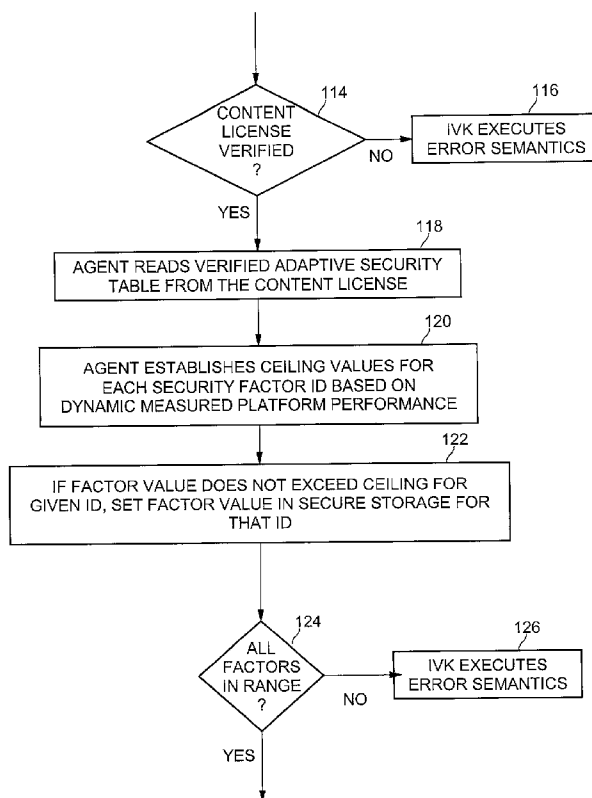 114
CONTENT
LICENSE
VERIFIED
?
NO
116
IVK EXECUTES
ERROR SEMANTICS
YES
118
AGENT READS VERIFIED ADAPTIVE SECURITY
TABLE FROM THE CONTENT LICENSE
120
AGENT ESTABLISHES CEILING VALUES FOR
EACH SECURITY FACTOR ID BASED ON
DYNAMIC MEASURED PLATFORM PERFORMANCE
122
IF FACTOR VALUE DOES NOT EXCEED CEILING FOR
GIVEN ID, SET FACTOR VALUE IN SECURE STORAGE FOR
THAT ID
124
ALL
FACTORS
IN RANGE
?
NO
126
IVK EXECUTES
ERROR SEMANTICS
YES